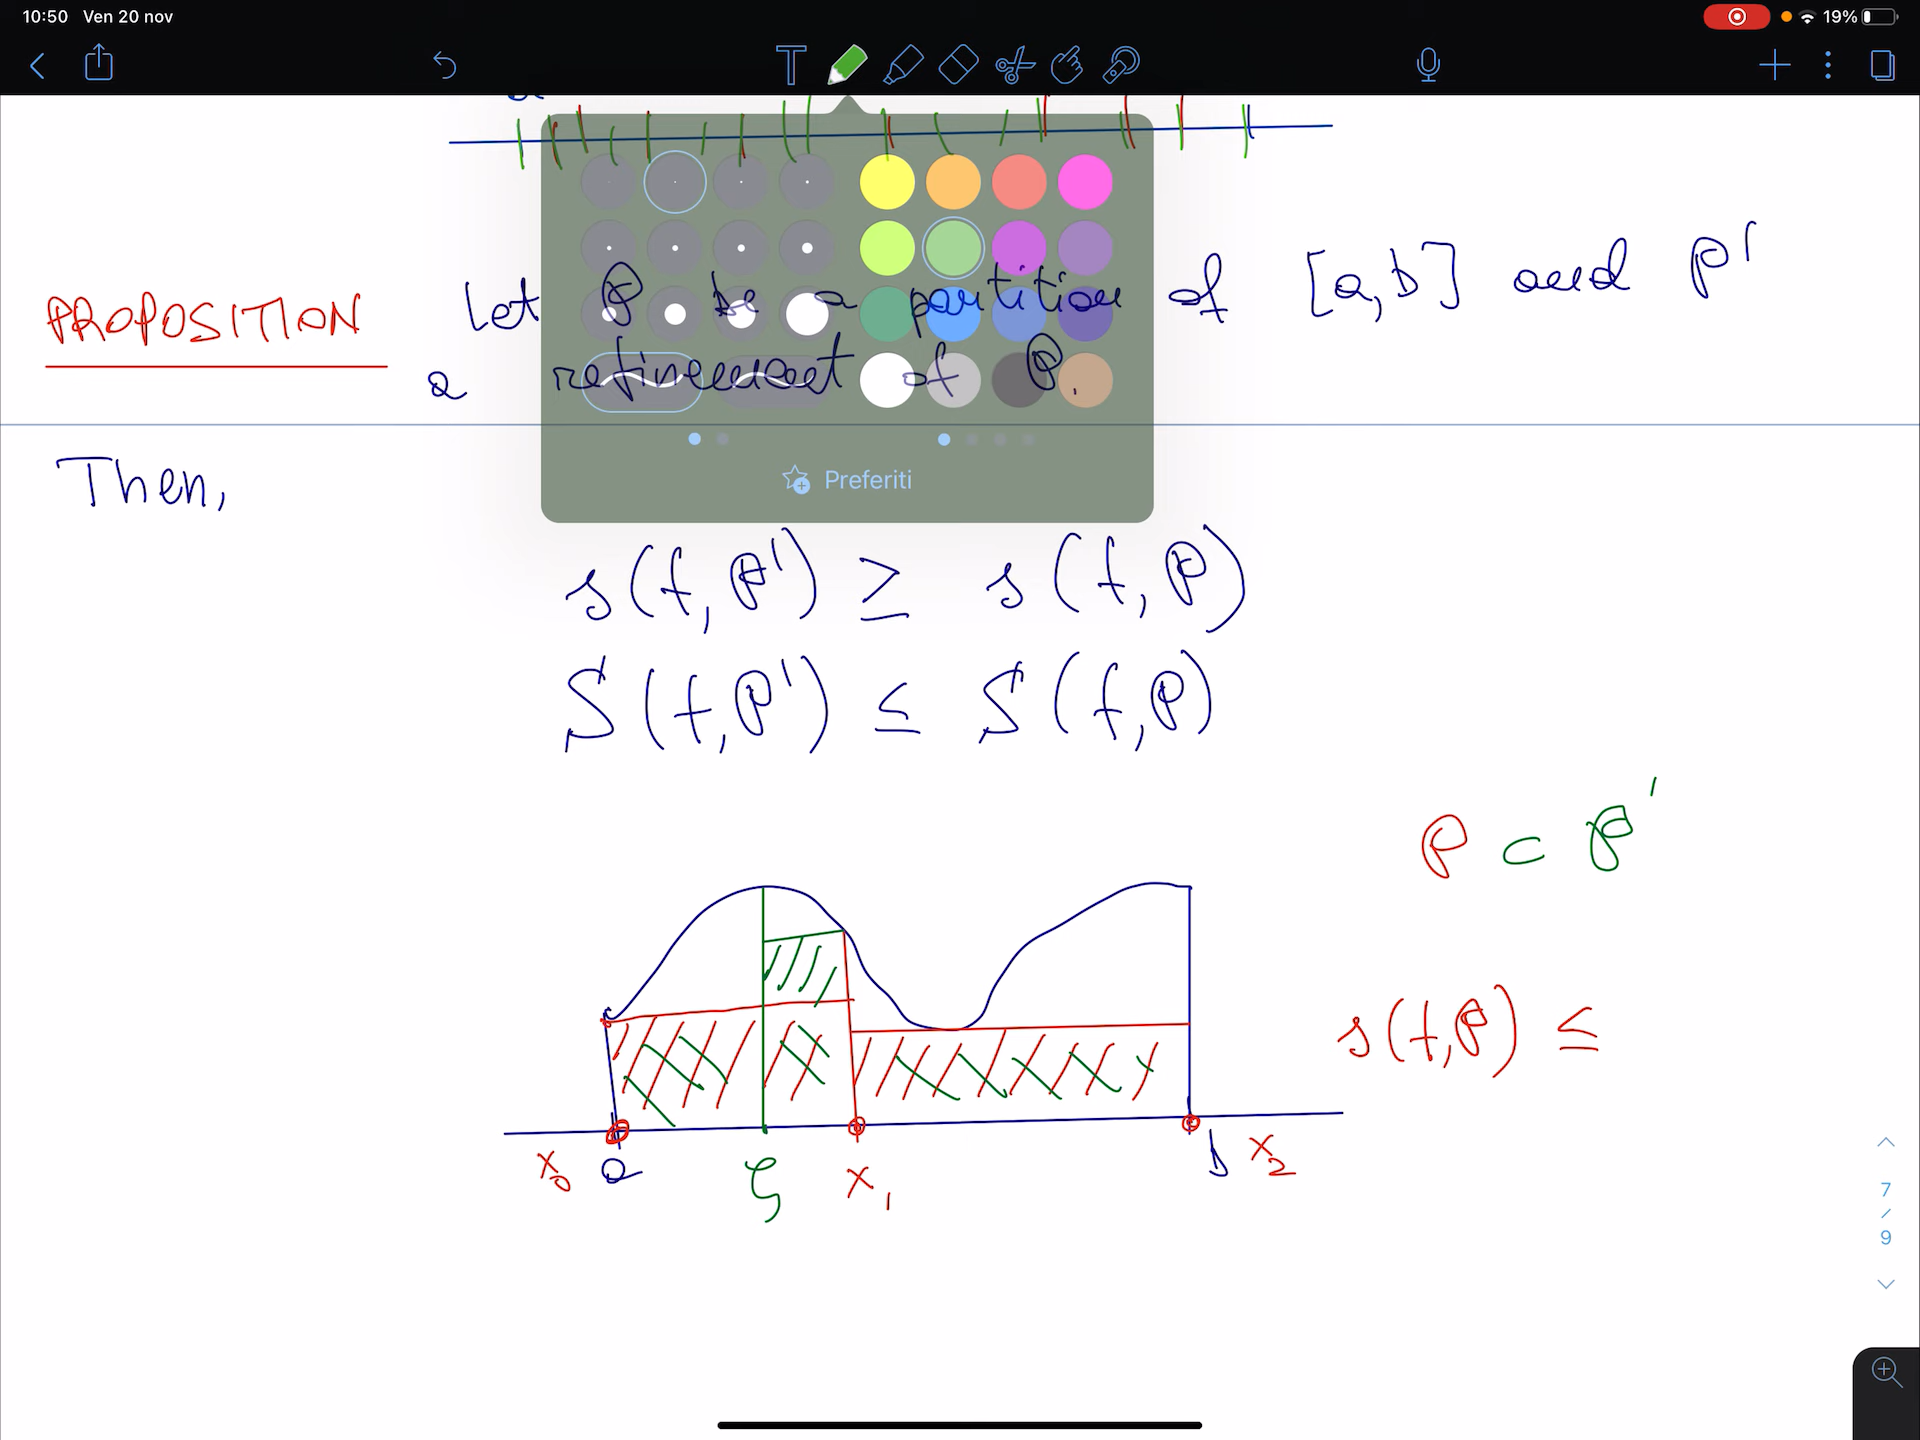 10:50 Ven 20 nov
19%
PROPOSITION Let P be a partition of [a,b] and P'
a refinement of P.
Preferiti
Then,
s(f,P') ≥ s(f,P)
S(f,P') ≤ S(f,P)
P ⊂ P'
s(f,P) ≤
x₀ a ζ x₁ b x₂
7
/
9